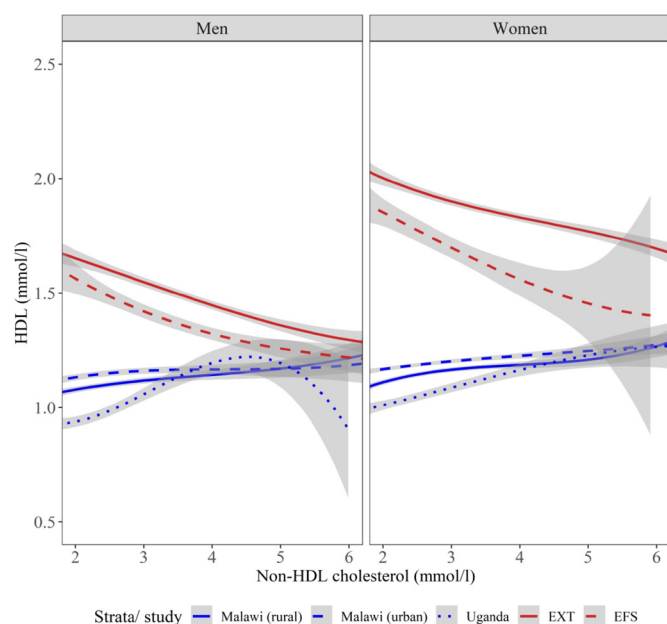 Men
Women
2.5
2.0
1.5
1.0
0.5
HDL (mmol/l)
2 3 4 5 6
2 3 4 5 6
Non-HDL cholesterol (mmol/l)
Strata/ study Malawi (rural) Malawi (urban) Uganda EXT EFS